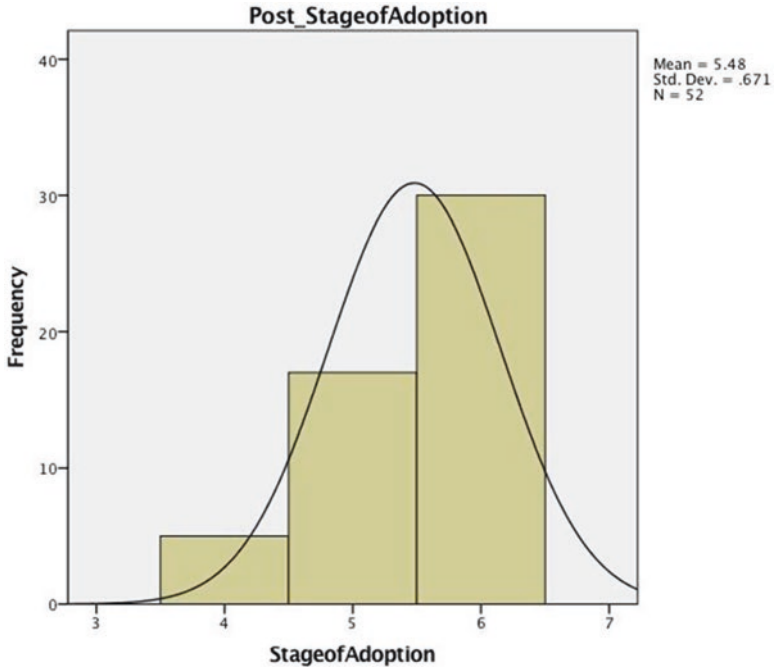 Post_StageofAdoption
Mean = 5.48
Std. Dev. = .671
N = 52
40
30
20
10
0
Frequency
3 4 5 6 7
StageofAdoption